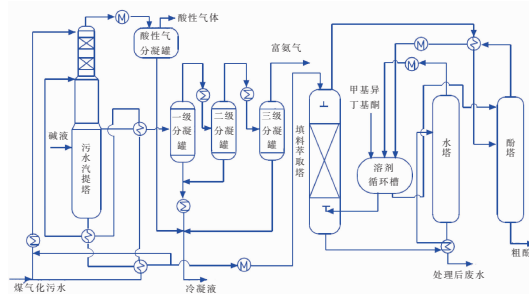 酸性气体
M
酸性气
分凝罐
富氨气
甲基异
丁基酮
M
M
碱液
污水汽提塔
一级分凝罐
二级分凝罐
三级分凝罐
填料萃取塔
溶剂
循环槽
水塔
酚塔
M
煤气化污水
冷凝液
处理后废水
粗酚